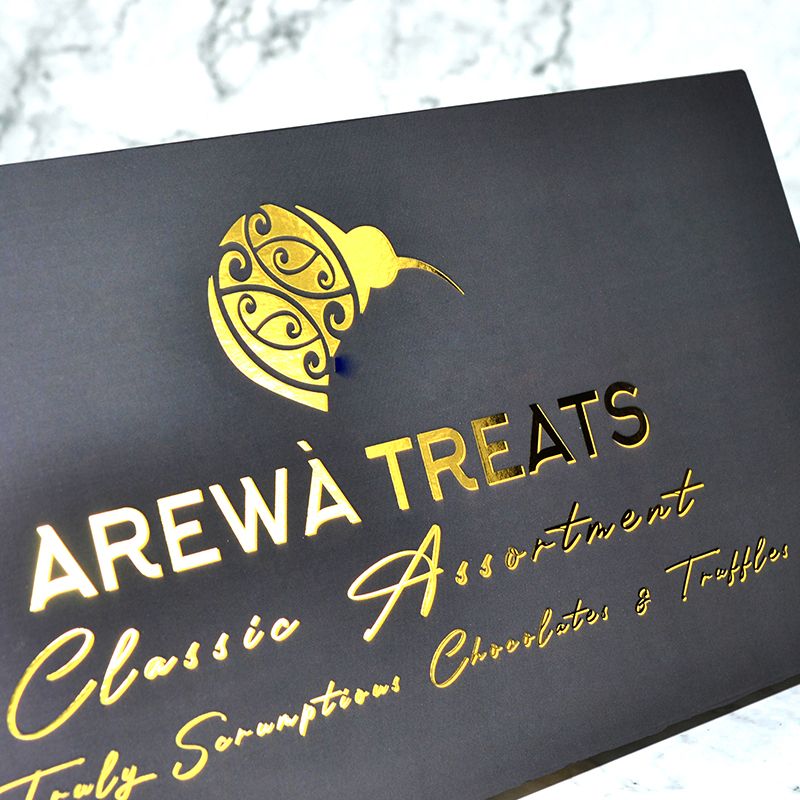 AREWÀ TREATS
Classic Assortment
Truly Scrumptious Chocolates & Truffles